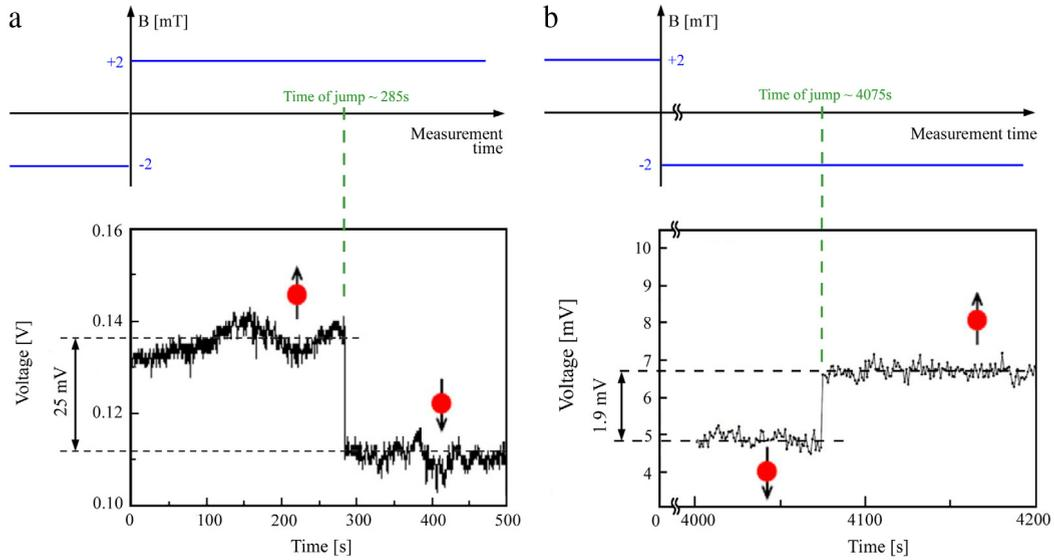 a
B [mT]
+2
Time of jump ~ 285s
Measurement
time
-2
0.16
0.14
0.12
0.10
Voltage [V]
25 mV
0
100
200
300
400
500
Time [s]
b
B [mT]
+2
Time of jump ~ 4075s
Measurement time
-2
10
9
8
7
6
5
4
Voltage [mV]
1.9 mV
0
4000
4100
4200
Time [s]